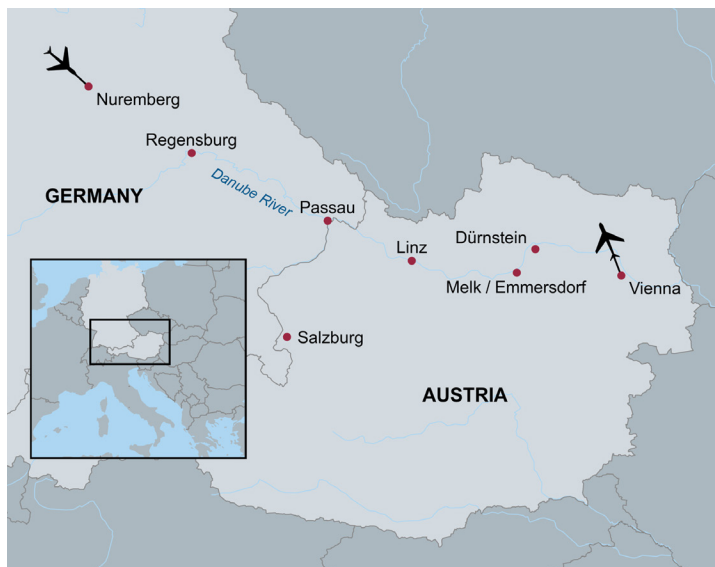 Nuremberg
Regensburg
GERMANY
Danube River
Passau
Linz
Dürnstein
Melk / Emmersdorf
Vienna
Salzburg
AUSTRIA